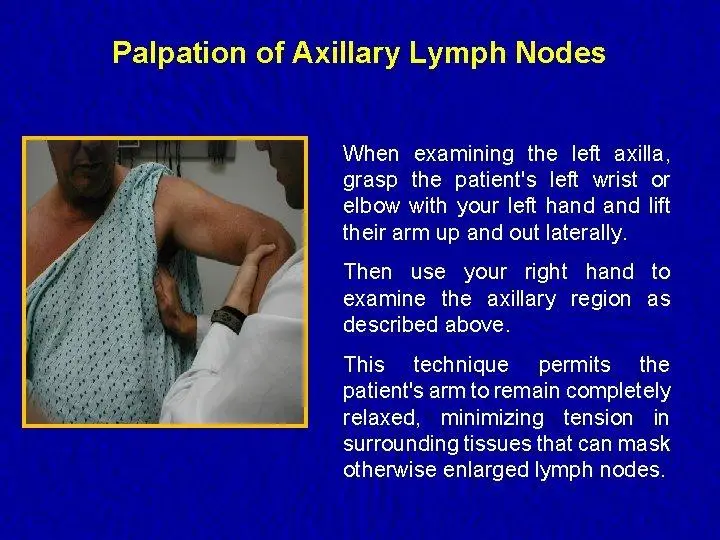 Palpation of Axillary Lymph Nodes
When examining the left axilla,
grasp the patient's left wrist or
elbow with your left hand and lift
their arm up and out laterally.
Then use your right hand to
examine the axillary region as
described above.
This technique permits the
patient's arm to remain completely
relaxed, minimizing tension in
surrounding tissues that can mask
otherwise enlarged lymph nodes.